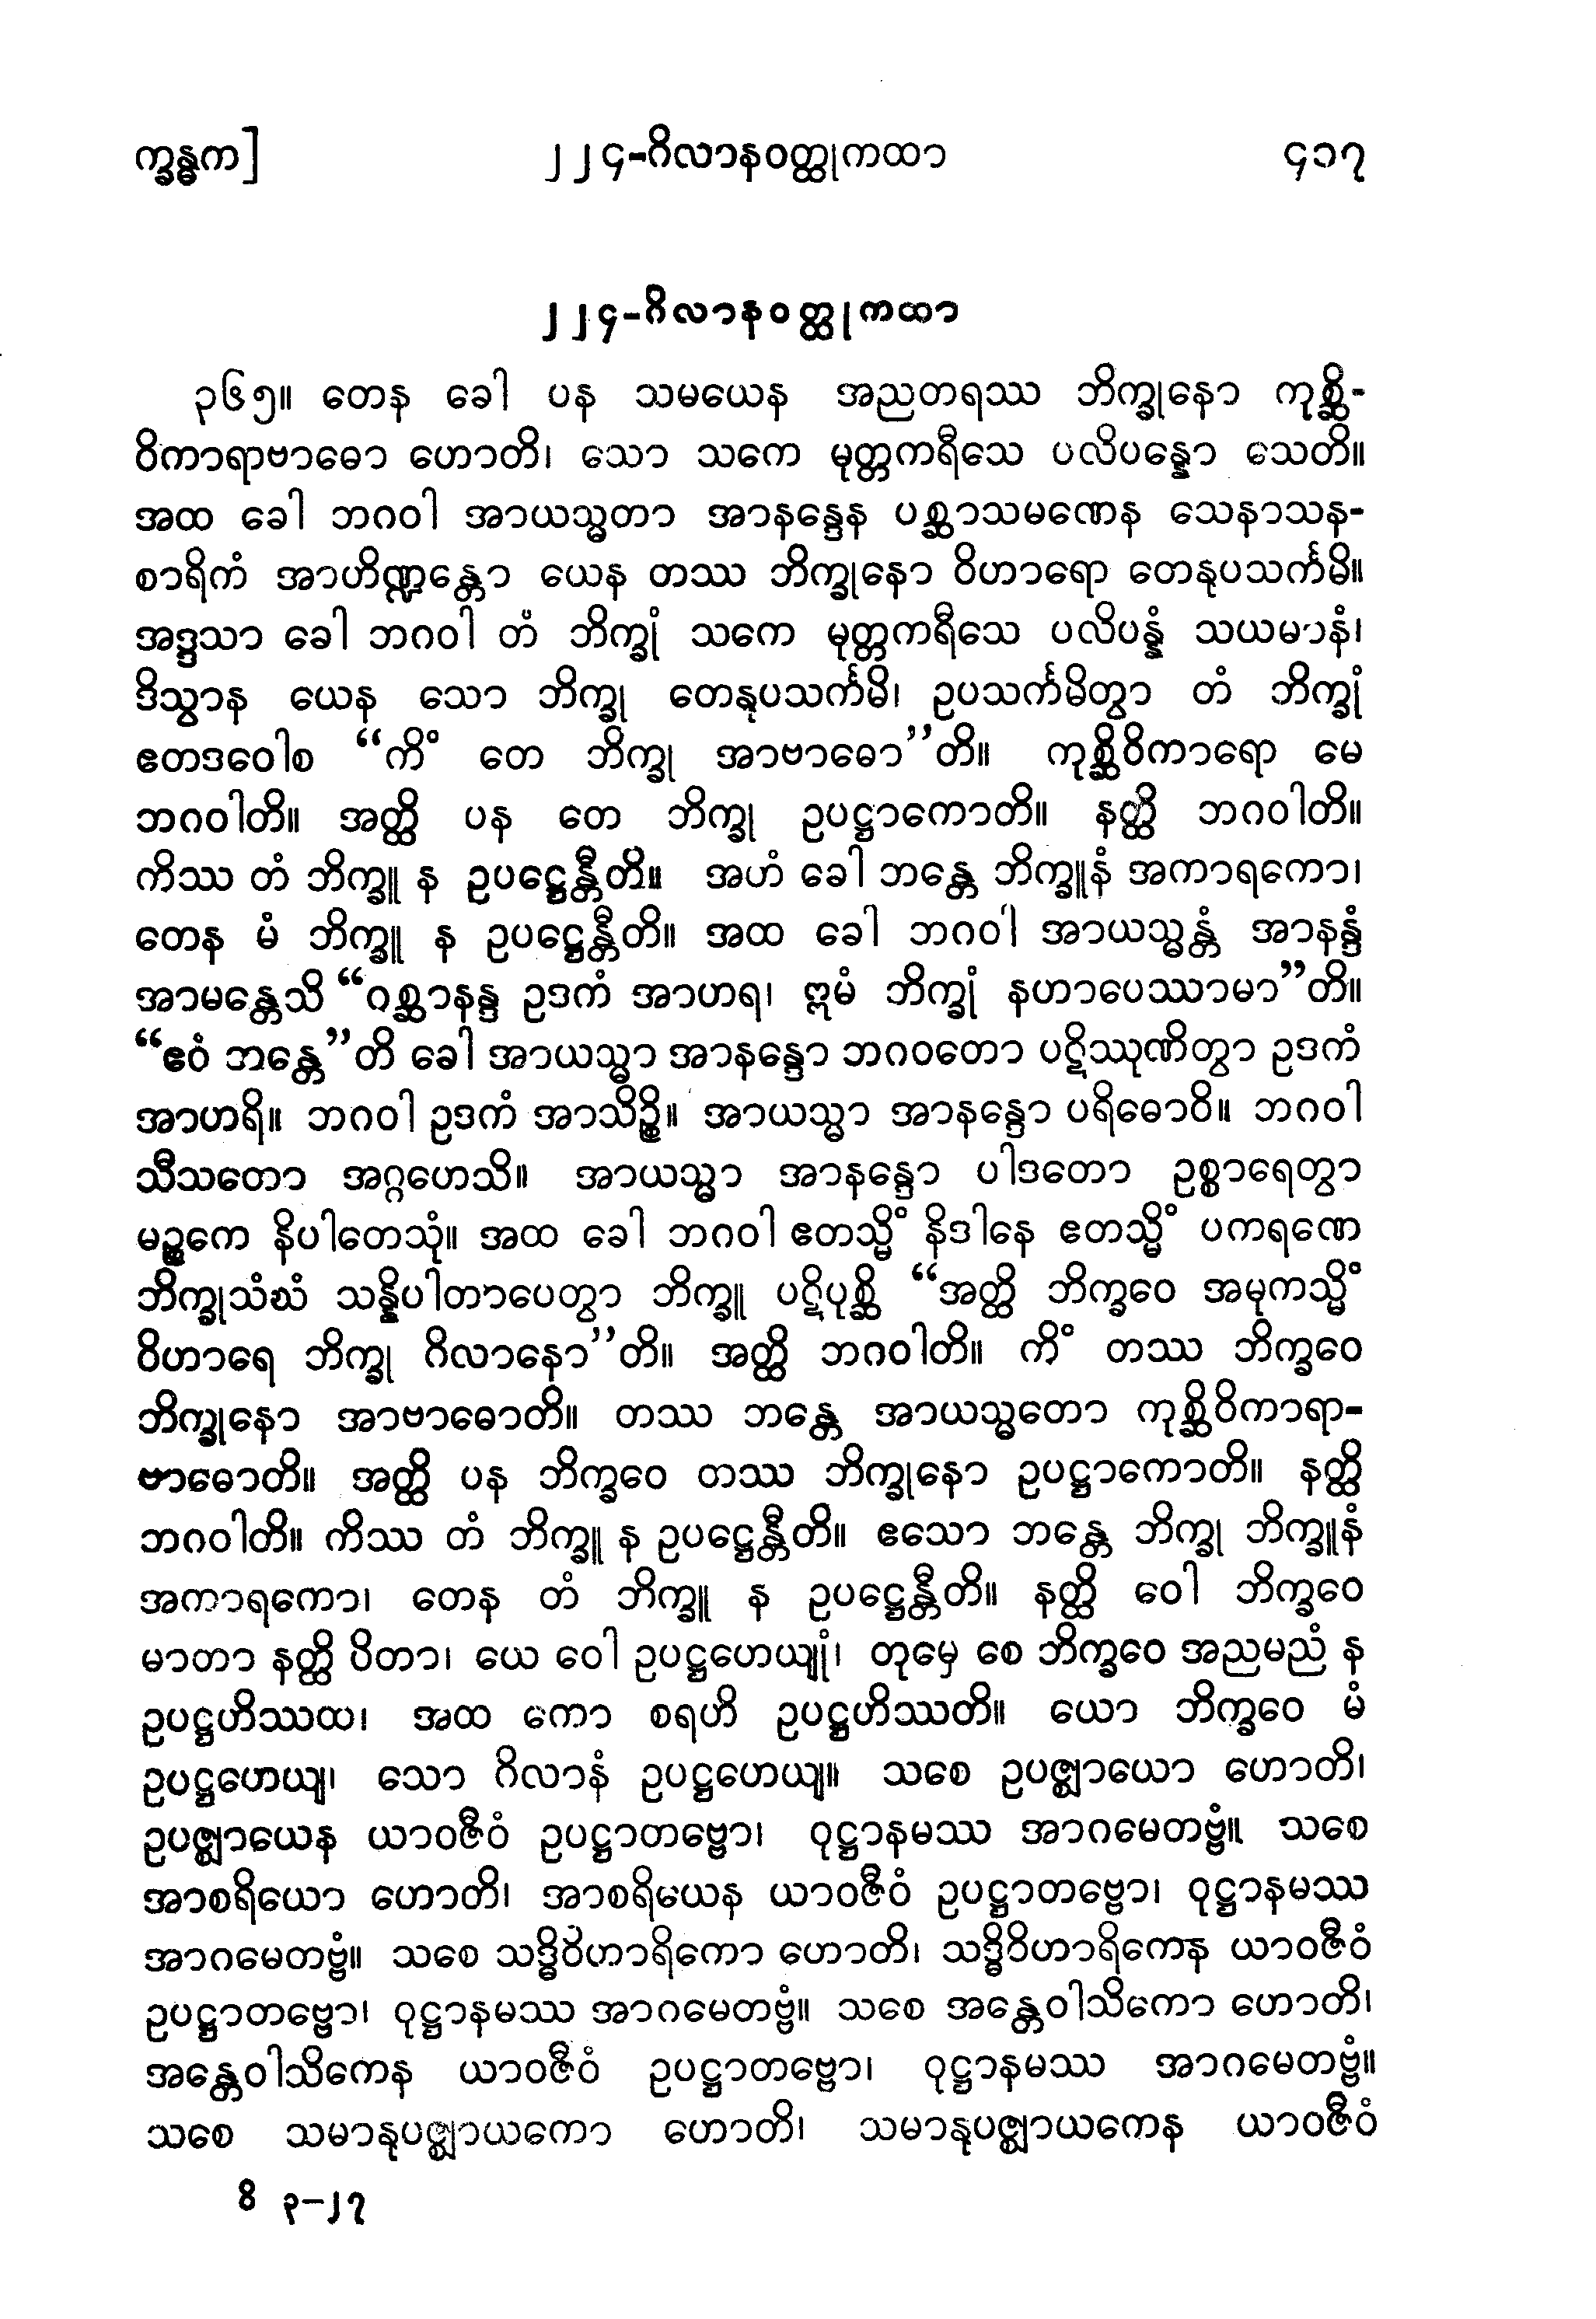 က္ခန္ဓက] ၂၂၄-ဂိလာနဝတ္ထုကထာ ၄၁၇
၂၂၄-ဂိလာနဝတ္ထုကထာ
၃၆၅။ တေန ခေါ ပန သမယေန အညတရဿ ဘိက္ခုနော ကုစ္ဆိ-
ဝိကာရာဗာဓော ဟောတိ၊ သော သကေ မုတ္တကရီသေ ပလိပန္နော သေတိ။
အထ ခေါ ဘဂဝါ အာယသ္မတာ အာနန္ဒေန ပစ္ဆာသမဏေန သေနာသန-
စာရိကံ အာဟိဏ္ဍန္တော ယေန တဿ ဘိက္ခုနော ဝိဟာရော တေနုပသင်္ကမိ။
အဒ္ဒသာ ခေါ ဘဂဝါ တံ ဘိက္ခုံ သကေ မုတ္တကရီသေ ပလိပန္နံ သယမာနံ၊
ဒိသွာန ယေန သော ဘိက္ခု တေနုပသင်္ကမိ၊ ဥပသင်္ကမိတွာ တံ ဘိက္ခုံ
ဧတဒဝေါစ “ကိံ တေ ဘိက္ခု အာဗာဓော”တိ။ ကုစ္ဆိဝိကာရော မေ
ဘဂဝါတိ။ အတ္ထိ ပန တေ ဘိက္ခု ဥပဋ္ဌာကောတိ။ နတ္ထိ ဘဂဝါတိ။
ကိဿ တံ ဘိက္ခူ န ဥပဋ္ဌေန္တီတိ။ အဟံ ခေါ ဘန္တေ ဘိက္ခူနံ အကာရကော၊
တေန မံ ဘိက္ခူ န ဥပဋ္ဌေန္တီတိ။ အထ ခေါ ဘဂဝါ အာယသ္မန္တံ အာနန္ဒံ
အာမန္တေသိ “ဂစ္ဆာနန္ဒ ဥဒကံ အာဟရ၊ ဣမံ ဘိက္ခုံ နဟာပေဿာမာ”တိ။
“ဧဝံ ဘန္တေ”တိ ခေါ အာယသ္မာ အာနန္ဒော ဘဂဝတော ပဋိဿုဏိတွာ ဥဒကံ
အာဟရိ။ ဘဂဝါ ဥဒကံ အာသိဉ္စိ။ အာယသ္မာ အာနန္ဒော ပရိဓောဝိ။ ဘဂဝါ
သီသတော အဂ္ဂဟေသိ။ အာယသ္မာ အာနန္ဒော ပါဒတော ဥစ္စာရေတွာ
မဉ္စကေ နိပါတေသုံ။ အထ ခေါ ဘဂဝါ ဧတသ္မိံ နိဒါနေ ဧတသ္မိံ ပကရဏေ
ဘိက္ခုသံဃံ သန္နိပါတာပေတွာ ဘိက္ခူ ပဋိပုစ္ဆိ “အတ္ထိ ဘိက္ခဝေ အမုကသ္မိံ
ဝိဟာရေ ဘိက္ခု ဂိလာနော”တိ။ အတ္ထိ ဘဂဝါတိ။ ကိံ တဿ ဘိက္ခဝေ
ဘိက္ခုနော အာဗာဓောတိ။ တဿ ဘန္တေ အာယသ္မတော ကုစ္ဆိဝိကာရာ-
ဗာဓောတိ။ အတ္ထိ ပန ဘိက္ခဝေ တဿ ဘိက္ခုနော ဥပဋ္ဌာကောတိ။ နတ္ထိ
ဘဂဝါတိ။ ကိဿ တံ ဘိက္ခူ န ဥပဋ္ဌေန္တီတိ။ ဧသော ဘန္တေ ဘိက္ခု ဘိက္ခူနံ
အကာရကော၊ တေန တံ ဘိက္ခူ န ဥပဋ္ဌေန္တီတိ။ နတ္ထိ ဝေါ ဘိက္ခဝေ
မာတာ နတ္ထိ ပိတာ၊ ယေ ဝေါ ဥပဋ္ဌဟေယျုံ၊ တုမှေ စေ ဘိက္ခဝေ အညမညံ န
ဥပဋ္ဌဟိဿထ၊ အထ ကော စရဟိ ဥပဋ္ဌဟိဿတိ။ ယော ဘိက္ခဝေ မံ
ဥပဋ္ဌဟေယျ၊ သော ဂိလာနံ ဥပဋ္ဌဟေယျ။ သစေ ဥပဇ္ဈာယော ဟောတိ၊
ဥပဇ္ဈာယေန ယာဝဇီဝံ ဥပဋ္ဌာတဗ္ဗော၊ ဝုဋ္ဌာနမဿ အာဂမေတဗ္ဗံ။ သစေ
အာစရိယော ဟောတိ၊ အာစရိယေန ယာဝဇီဝံ ဥပဋ္ဌာတဗ္ဗော၊ ဝုဋ္ဌာနမဿ
အာဂမေတဗ္ဗံ။ သစေ သဒ္ဓိဝိဟာရိကော ဟောတိ၊ သဒ္ဓိဝိဟာရိကေန ယာဝဇီဝံ
ဥပဋ္ဌာတဗ္ဗော၊ ဝုဋ္ဌာနမဿ အာဂမေတဗ္ဗံ။ သစေ အန္တေဝါသိကော ဟောတိ၊
အန္တေဝါသိကေန ယာဝဇီဝံ ဥပဋ္ဌာတဗ္ဗော၊ ဝုဋ္ဌာနမဿ အာဂမေတဗ္ဗံ။
သစေ သမာနုပဇ္ဈာယကော ဟောတိ၊ သမာနုပဇ္ဈာယကေန ယာဝဇီဝံ
ဝိ ၃-၂၇